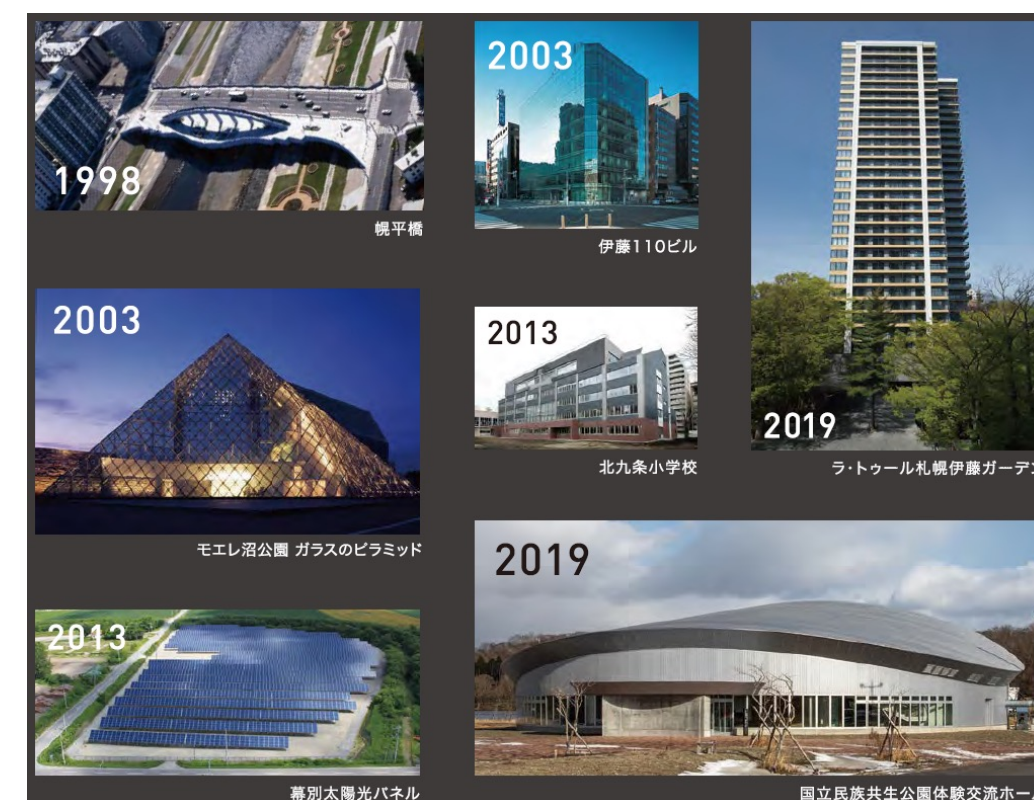 1998
幌平橋
2003
モエレ沼公園 ガラスのピラミッド
2013
幕別太陽光パネル
2003
伊藤110ビル
2013
北九条小学校
2019
ラ・トゥール札幌伊藤ガーデ
2019
国立民族共生公園体験交流ホー